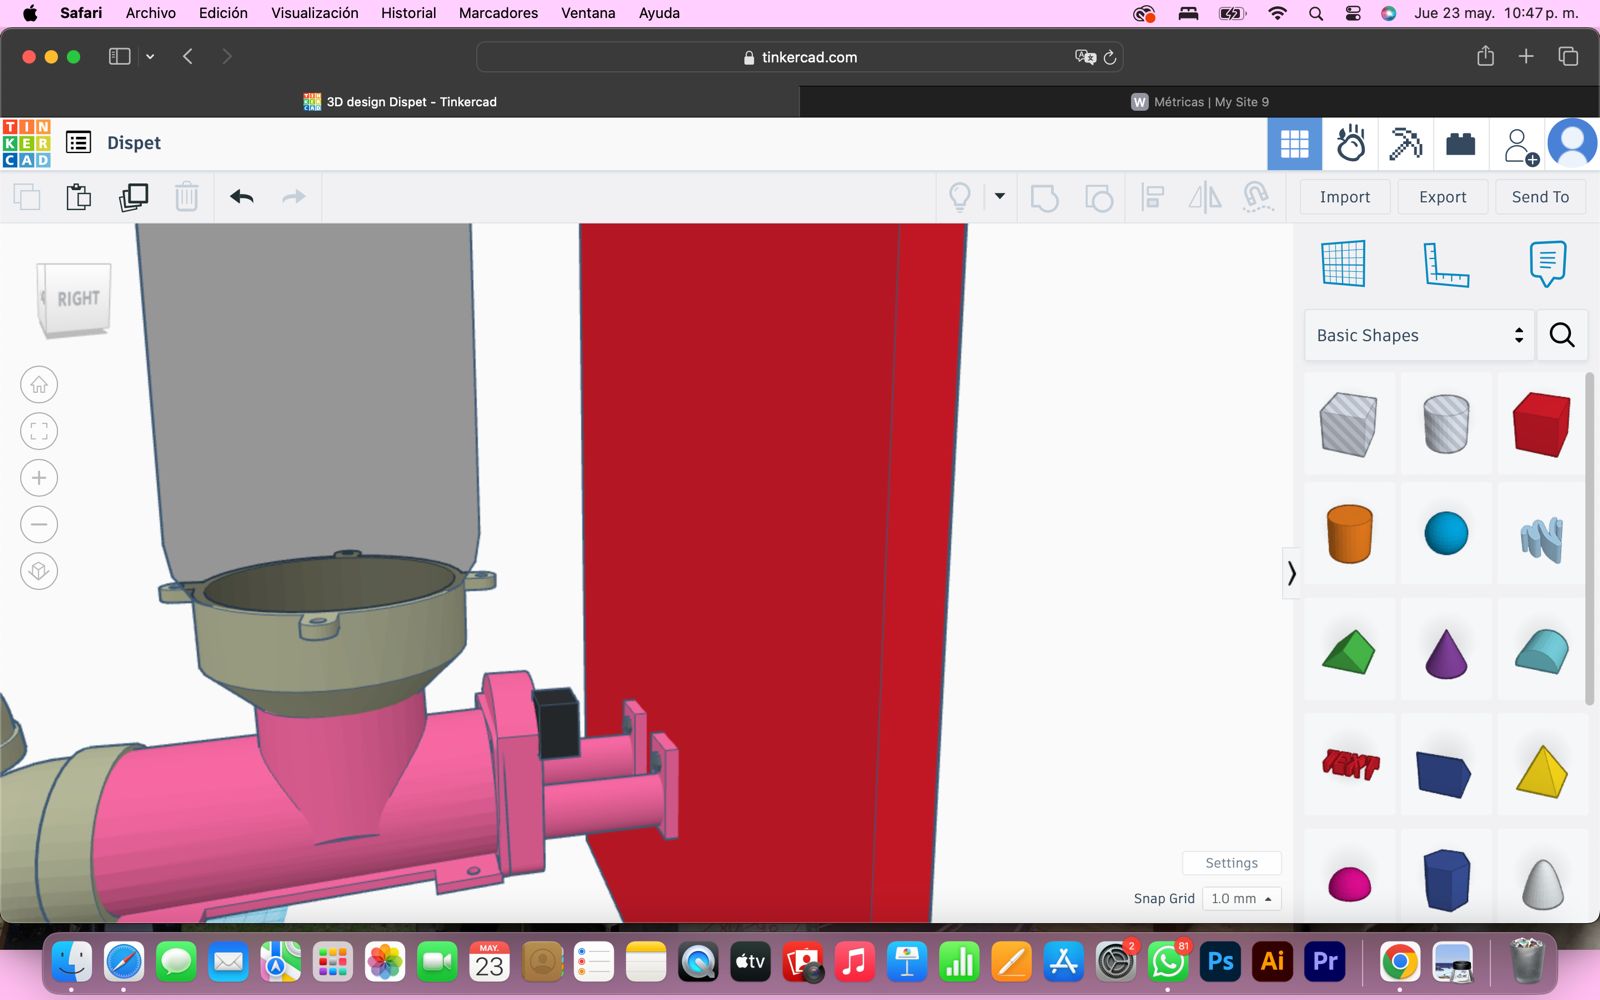 Safari Archivo Edición Visualización Historial Marcadores Ventana Ayuda Jue 23 may. 10:47 p. m.
tinkercad.com
3D design Dispet - Tinkercad
W Métricas | My Site 9
TIN
KER
CAD
Dispet
Import Export Send To
RIGHT
Basic Shapes
TEXT
Settings
Snap Grid 1.0 mm
MAY.
23
tv
2
81
Ps
Ai
Pr